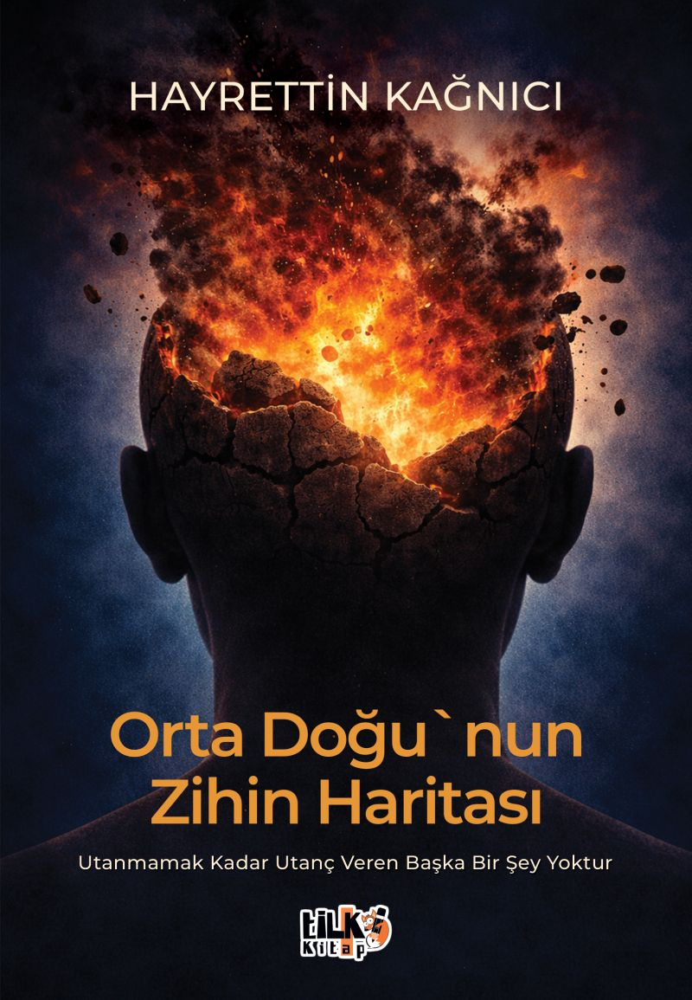 HAYRETTİN KAĞNICI
Orta Doğu`nun
Zihin Haritası
Utanmamak Kadar Utanç Veren Başka Bir Şey Yoktur
tiLKi
Kitap